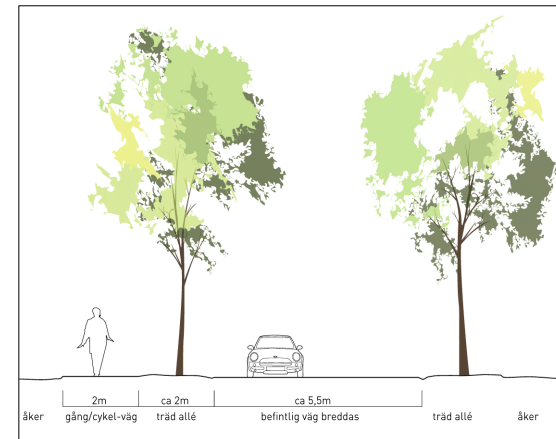 2m ca 2m ca 5,5m
åker gång/cykel-väg träd allé befintlig väg breddas träd allé åker